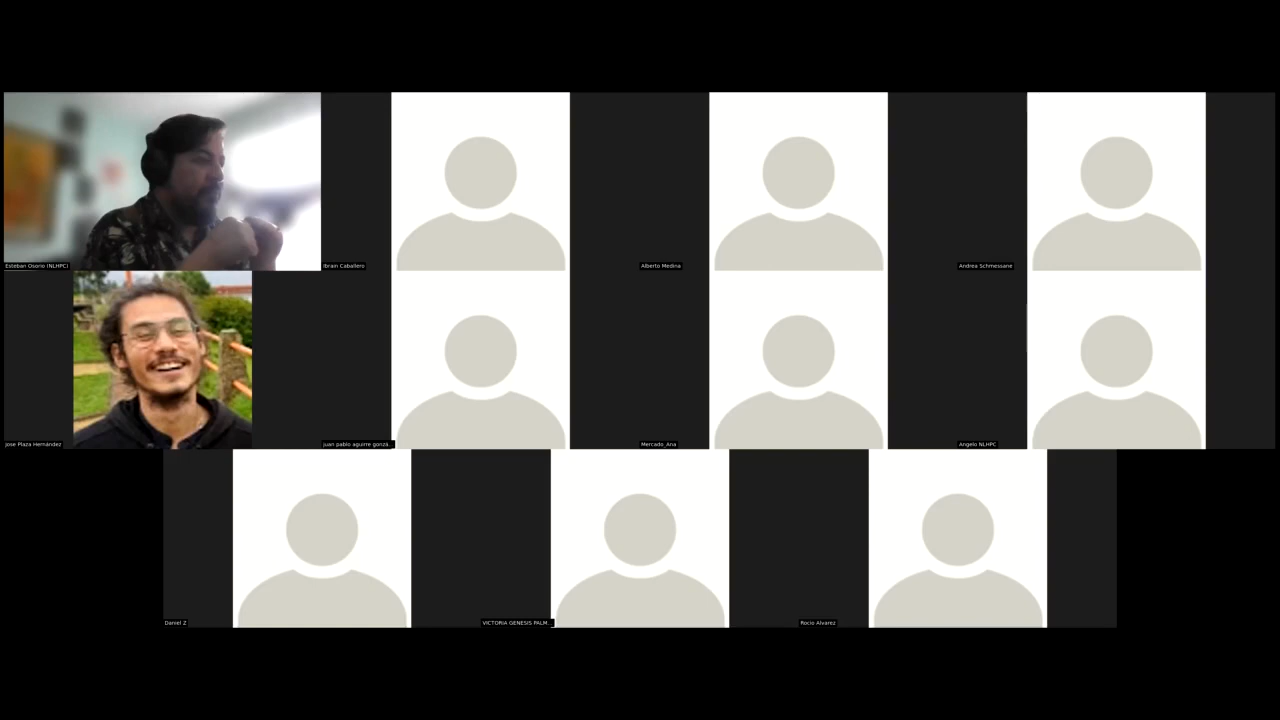 Esteban Osorio (NLHPC)
Ibrain Caballero
Alberto Medina
Andrea Schmessane
Jose Plaza Hernández
juan pablo aguirre gonza...
Mercado_Ana
Angelo NLHPC
Daniel Z
VICTORIA GENESIS PALM...
Rocio Alvarez